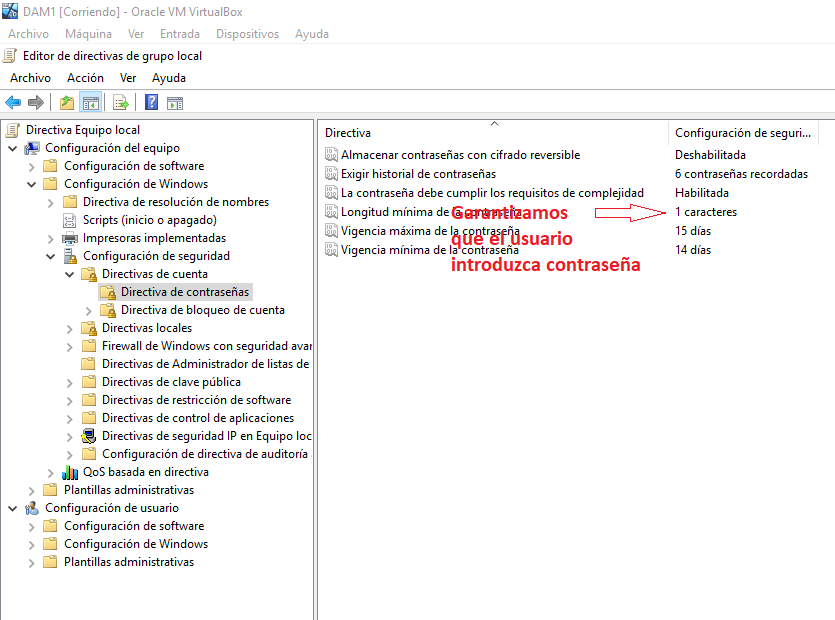 DAM1 [Corriendo] - Oracle VM VirtualBox
Archivo Máquina Ver Entrada Dispositivos Ayuda
Editor de directivas de grupo local
Archivo Acción Ver Ayuda
Directiva Equipo local
Configuración del equipo
Configuración de software
Configuración de Windows
Directiva de resolución de nombres
Scripts (inicio o apagado)
Impresoras implementadas
Configuración de seguridad
Directivas de cuenta
Directiva de contraseñas
Directiva de bloqueo de cuenta
Directivas locales
Firewall de Windows con seguridad avan
Directivas de Administrador de listas de
Directivas de clave pública
Directivas de restricción de software
Directivas de control de aplicaciones
Directivas de seguridad IP en Equipo loc
Configuración de directiva de auditoría
QoS basada en directiva
Plantillas administrativas
Configuración de usuario
Configuración de software
Configuración de Windows
Plantillas administrativas
Directiva Configuración de seguri...
Almacenar contraseñas con cifrado reversible Deshabilitada
Exigir historial de contraseñas 6 contraseñas recordadas
La contraseña debe cumplir los requisitos de complejidad Habilitada
Longitud mínima de la contraseña 1 caracteres
Vigencia máxima de la contraseña 15 días
Vigencia mínima de la contraseña 14 días
Garantizamos
que el usuario
introduzca contraseña